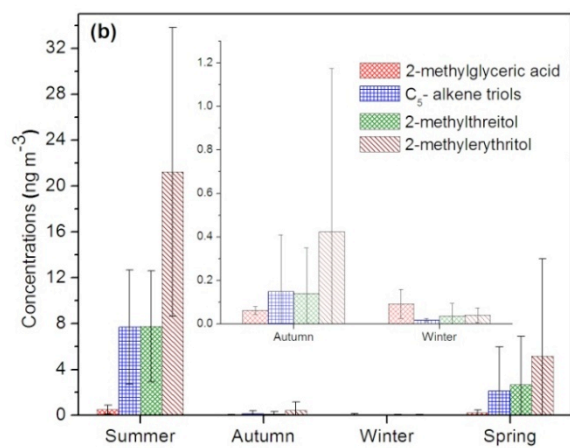 (b)
Concentrations (ng m⁻³)
36
32
28
24
20
16
12
8
4
0
Summer
Autumn
Winter
Spring
1.2
1.0
0.8
0.6
0.4
0.2
0.0
Autumn
Winter
2-methylglyceric acid
C₅- alkene triols
2-methylthreitol
2-methylerythritol